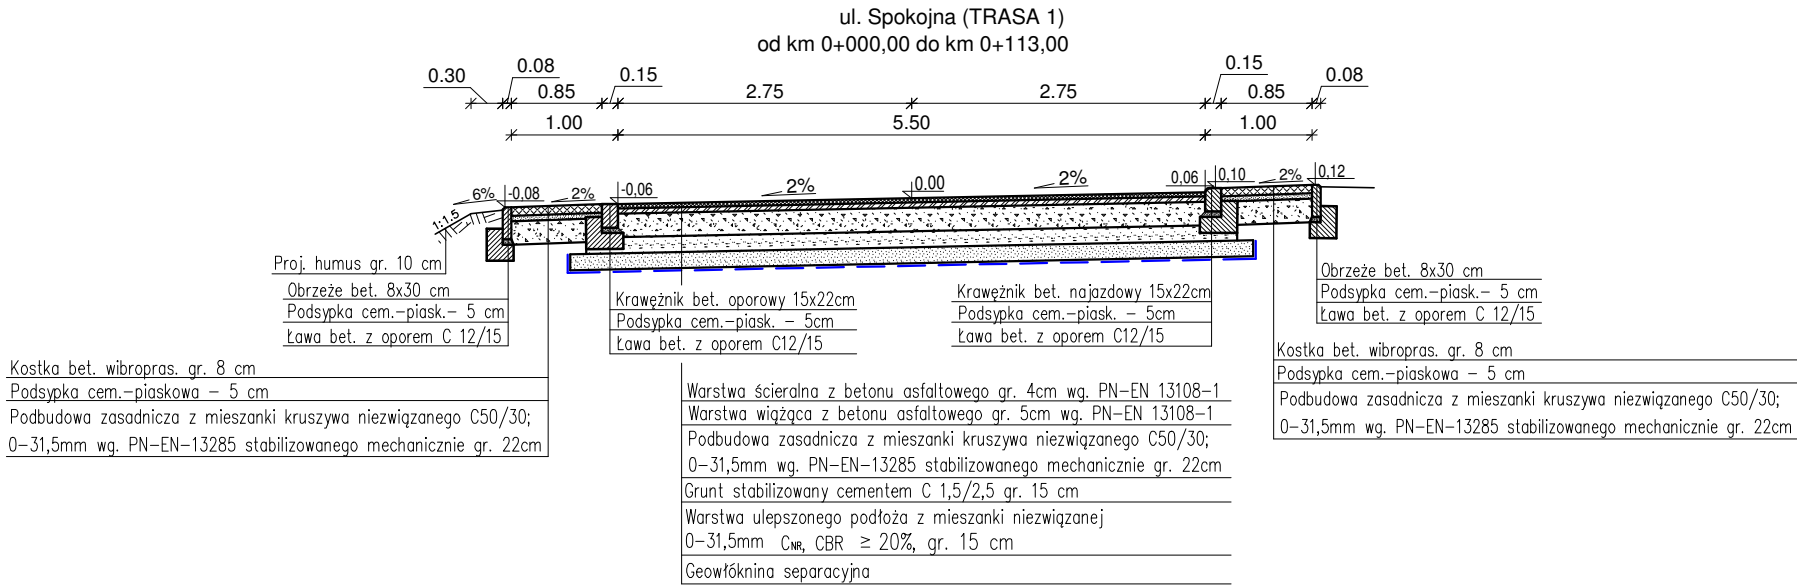 ul. Spokojna (TRASA 1)
od km 0+000,00 do km 0+113,00
0.30
0.08
0.85
0.15
2.75
2.75
0.15
0.85
0.08
1.00
5.50
1.00
6%
-0,08
2%
-0,06
2%
0.00
2%
0,06
0,10
2%
0,12
1:1.5
Proj. humus gr. 10 cm
Obrzeże bet. 8x30 cm
Podsypka cem.-piask.- 5 cm
Ława bet. z oporem C 12/15
Krawężnik bet. oporowy 15x22cm
Podsypka cem.-piask. - 5cm
Ława bet. z oporem C12/15
Krawężnik bet. najazdowy 15x22cm
Podsypka cem.-piask. - 5cm
Ława bet. z oporem C12/15
Obrzeże bet. 8x30 cm
Podsypka cem.-piask. - 5 cm
Ława bet. z oporem C 12/15
Kostka bet. wibropras. gr. 8 cm
Podsypka cem.-piaskowa - 5 cm
Podbudowa zasadnicza z mieszanki kruszywa niezwiązanego C50/30;
0-31,5mm wg. PN-EN-13285 stabilizowanego mechanicznie gr. 22cm
Warstwa ścieralna z betonu asfaltowego gr. 4cm wg. PN-EN 13108-1
Warstwa wiążąca z betonu asfaltowego gr. 5cm wg. PN-EN 13108-1
Podbudowa zasadnicza z mieszanki kruszywa niezwiązanego C50/30;
0-31,5mm wg. PN-EN-13285 stabilizowanego mechanicznie gr. 22cm
Grunt stabilizowany cementem C 1,5/2,5 gr. 15 cm
Warstwa ulepszonego podłoża z mieszanki niezwiązanej
0-31,5mm CNR, CBR ≥ 20%, gr. 15 cm
Geowłóknina separacyjna
Kostka bet. wibropras. gr. 8 cm
Podsypka cem.-piaskowa - 5 cm
Podbudowa zasadnicza z mieszanki kruszywa niezwiązanego C50/30;
0-31,5mm wg. PN-EN-13285 stabilizowanego mechanicznie gr. 22cm